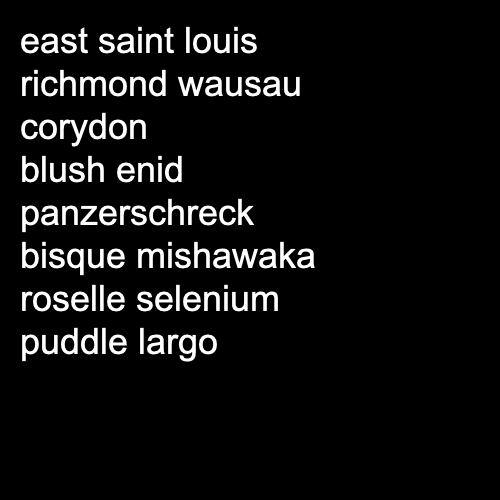 east saint louis
richmond wausau
corydon
blush enid
panzerschreck
bisque mishawaka
roselle selenium
puddle largo